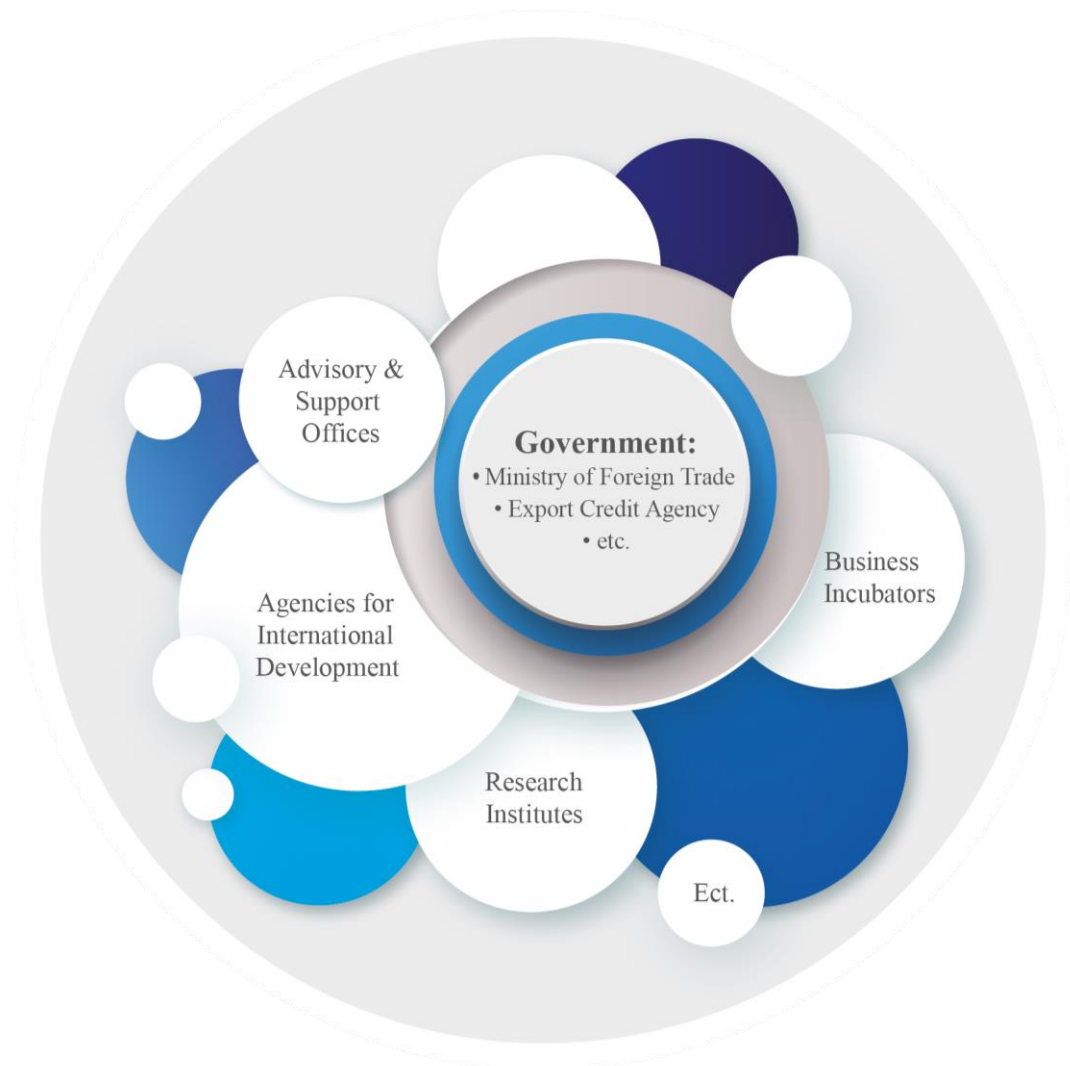 Advisory &
Support
Offices
Government:
• Ministry of Foreign Trade
• Export Credit Agency
• etc.
Business
Incubators
Agencies for
International
Development
Research
Institutes
Ect.